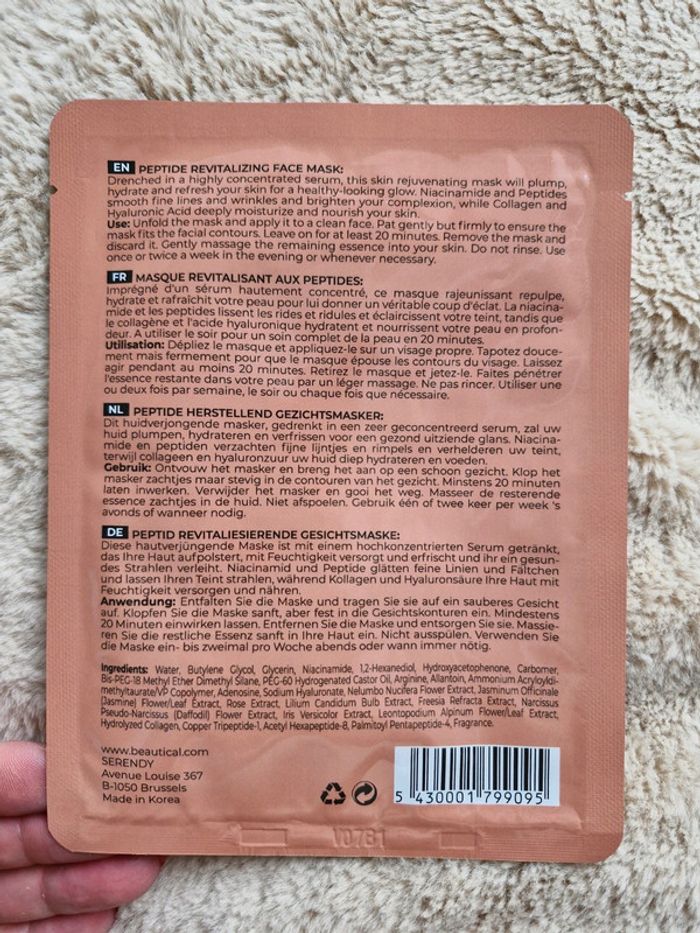 EN PEPTIDE REVITALIZING FACE MASK:
Drenched in a highly concentrated serum, this skin rejuvenating mask will plump,
hydrate and refresh your skin for a healthy-looking glow. Niacinamide and Peptides
smooth fine lines and wrinkles and brighten your complexion, while Collagen and
Hyaluronic Acid deeply moisturize and nourish your skin.
Use: Unfold the mask and apply it to a clean face. Pat gently but firmly to ensure the
mask fits the facial contours. Leave on for at least 20 minutes. Remove the mask and
discard it. Gently massage the remaining essence into your skin. Do not rinse. Use
once or twice a week in the evening or whenever necessary.
FR MASQUE REVITALISANT AUX PEPTIDES:
Imprégné d'un sérum hautement concentré, ce masque rajeunissant repulpe,
hydrate et rafraîchit votre peau pour lui donner un véritable coup d'éclat. La niacina-
mide et les peptides lissent les rides et ridules et éclaircissent votre teint, tandis que
le collagène et l'acide hyaluronique hydratent et nourrissent votre peau en profon-
deur. A utiliser le soir pour un soin complet de la peau en 20 minutes.
Utilisation: Dépliez le masque et appliquez-le sur un visage propre. Tapotez douce-
ment mais fermement pour que le masque épouse les contours du visage. Laissez
agir pendant au moins 20 minutes. Retirez le masque et jetez-le. Faites pénétrer
l'essence restante dans votre peau par un léger massage. Ne pas rincer. Utiliser une
ou deux fois par semaine, le soir ou chaque fois que nécessaire.
NL PEPTIDE HERSTELLEND GEZICHTSMASKER:
Dit huidverjongende masker, gedrenkt in een zeer geconcentreerd serum, zal uw
huid plumpen, hydrateren en verfrissen voor een gezond uitziende glans. Niacina-
mide en peptiden verzachten fijne lijntjes en rimpels en verhelderen uw teint,
terwijl collageen en hyaluronzuur uw huid diep hydrateren en voeden.
Gebruik: Ontvouw het masker en breng het aan op een schoon gezicht. Klop het
masker zachtjes maar stevig in de contouren van het gezicht. Minstens 20 minuten
laten inwerken. Verwijder het masker en gooi het weg. Masseer de resterende
essence zachtjes in de huid. Niet afspoelen. Gebruik één of twee keer per week 's
avonds of wanneer nodig.
DE PEPTID REVITALIESIERENDE GESICHTSMASKE:
Diese hautverjüngende Maske ist mit einem hochkonzentrierten Serum getränkt,
das Ihre Haut aufpolstert, mit Feuchtigkeit versorgt und erfrischt und ihr ein gesun-
des Strahlen verleiht. Niacinamid und Peptide glätten feine Linien und Fältchen
und lassen Ihren Teint strahlen, während Kollagen und Hyaluronsäure Ihre Haut mit
Feuchtigkeit versorgen und nähren.
Anwendung: Entfalten Sie die Maske und tragen Sie sie auf ein sauberes Gesicht
auf. Klopfen Sie die Maske sanft, aber fest in die Gesichtskonturen ein. Mindestens
20 Minuten einwirken lassen. Entfernen Sie die Maske und entsorgen Sie sie. Massie-
ren Sie die restliche Essenz sanft in Ihre Haut ein. Nicht ausspülen. Verwenden Sie
die Maske ein- bis zweimal pro Woche abends oder wann immer nötig.
Ingredients: Water, Butylene Glycol, Glycerin, Niacinamide, 1,2-Hexanediol, Hydroxyacetophenone, Carbomer,
Bis-PEG-18 Methyl Ether Dimethyl Silane, PEG-60 Hydrogenated Castor Oil, Arginine, Allantoin, Ammonium Acryloyldi-
methyltaurate/VP Copolymer, Adenosine, Sodium Hyaluronate, Nelumbo Nucifera Flower Extract, Jasminum Officinale
(Jasmine) Flower/Leaf Extract, Rose Extract, Lilium Candidum Bulb Extract, Freesia Refracta Extract, Narcissus
Pseudo-Narcissus (Daffodil) Flower Extract, Iris Versicolor Extract, Leontopodium Alpinum Flower/Leaf Extract,
Hydrolyzed Collagen, Copper Tripeptide-1, Acetyl Hexapeptide-8, Palmitoyl Pentapeptide-4, Fragrance.
www.beautical.com
SERENDY
Avenue Louise 367
B-1050 Brussels
Made in Korea
5 430001 799095